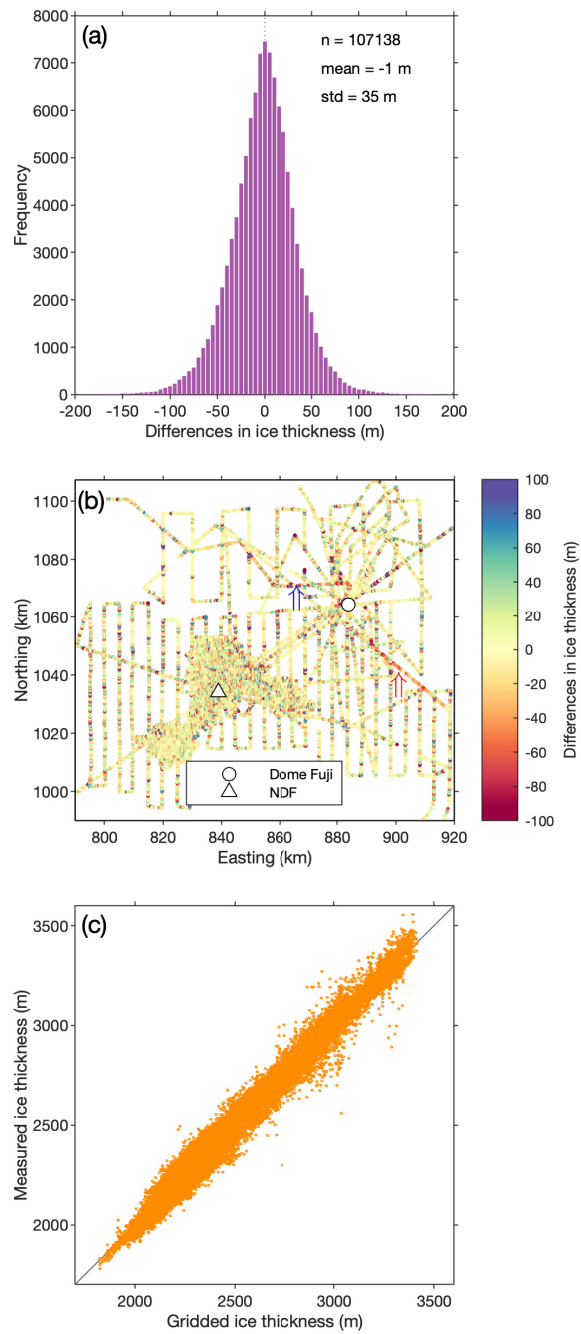 (a)
n = 107138
mean = -1 m
std = 35 m
8000
7000
6000
5000
4000
3000
2000
1000
0
Frequency
-200 -150 -100 -50 0 50 100 150 200
Differences in ice thickness (m)
(b)
1100
1080
1060
1040
1020
1000
Northing (km)
Dome Fuji
NDF
800 820 840 860 880 900 920
Easting (km)
100
80
60
40
20
0
-20
-40
-60
-80
-100
Differences in ice thickness (m)
(c)
3500
3000
2500
2000
Measured ice thickness (m)
2000 2500 3000 3500
Gridded ice thickness (m)